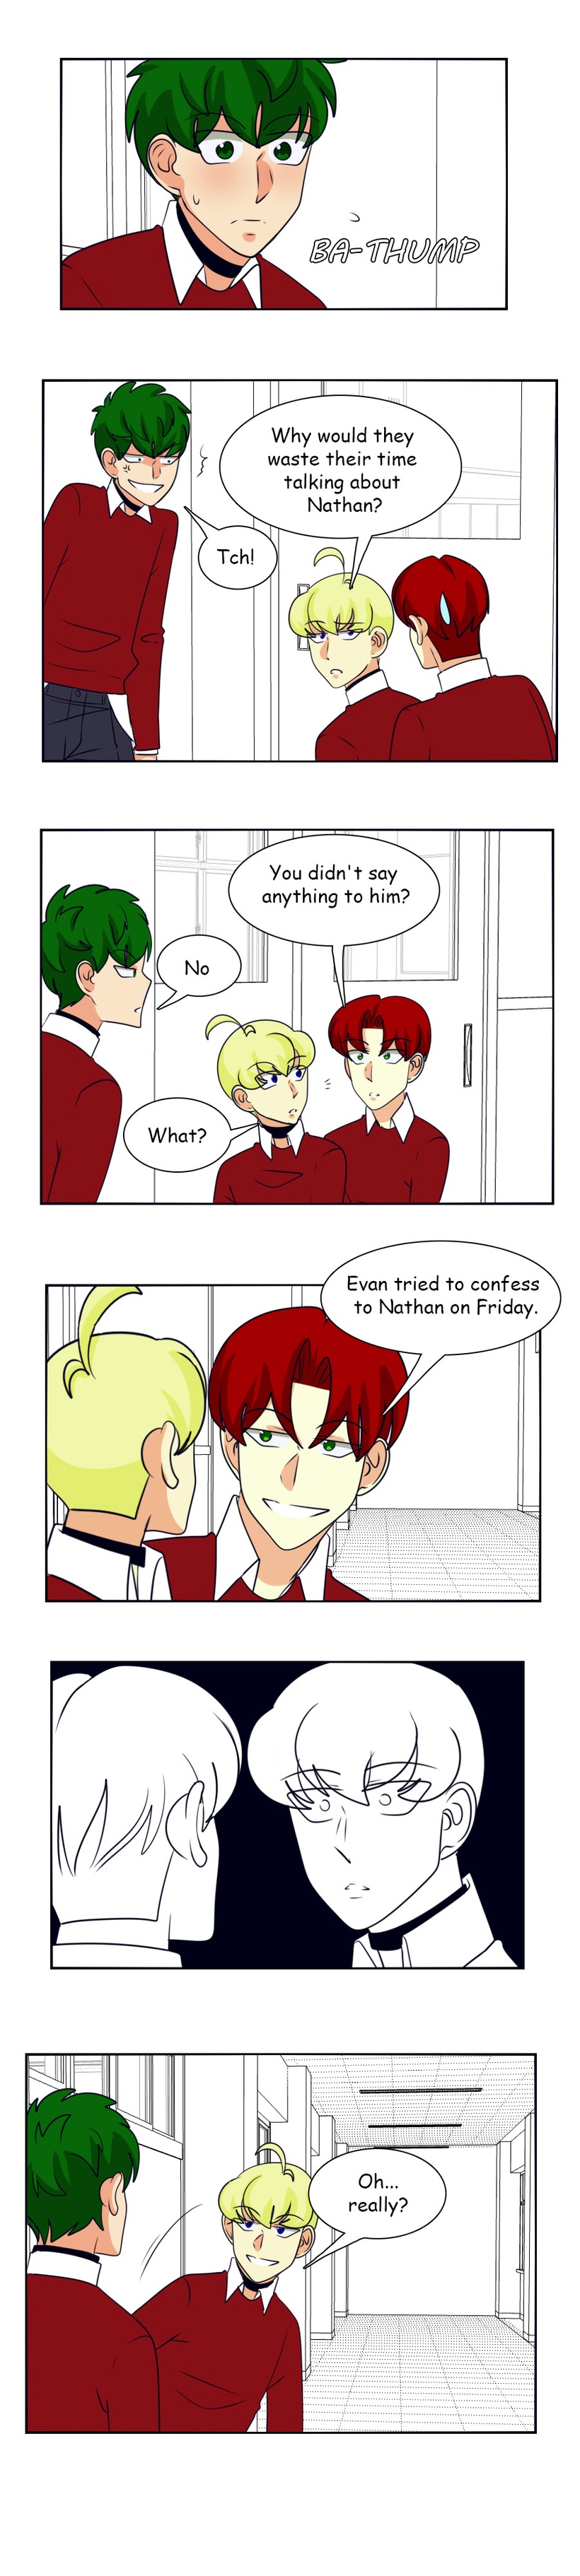 BA-THUMP
Why would they
waste their time
talking about
Nathan?
Tch!
You didn't say
anything to him?
No
What?
Evan tried to confess
to Nathan on Friday.
Oh...
really?